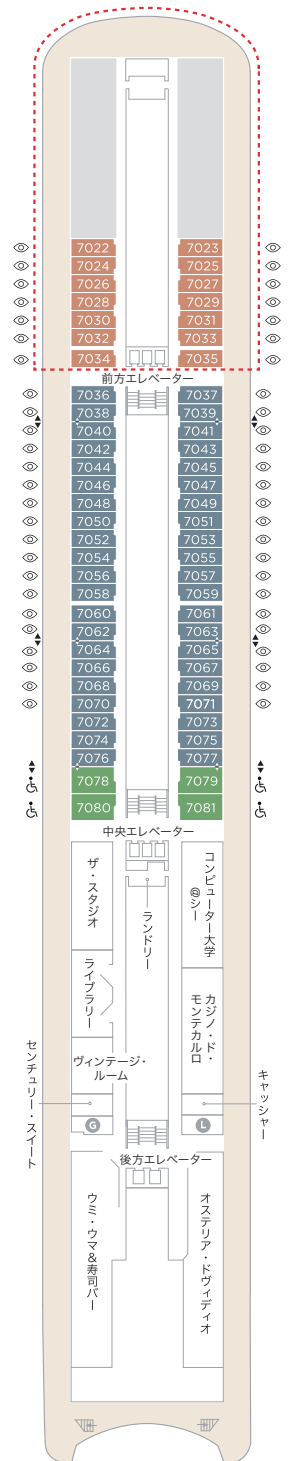 7022 7023
7024 7025
7026 7027
7028 7029
7030 7031
7032 7033
7034 7035
前方エレベーター
7036 7037
7038 7039
7040 7041
7042 7043
7044 7045
7046 7047
7048 7049
7050 7051
7052 7053
7054 7055
7056 7057
7058 7059
7060 7061
7062 7063
7064 7065
7066 7067
7068 7069
7070 7071
7072 7073
7074 7075
7076 7077
7078 7079
7080 7081
中央エレベーター
ザ・スタジオ
コンピューター大学
@シー
ランドリー
ライブラリー
カジノ・ド・
モンテカルロ
ヴィンテージ・
ルーム
センチュリー・スイート
キャッシャー
G L
後方エレベーター
ウミ・ウマ&寿司バー
オステリア・ドヴィディオ